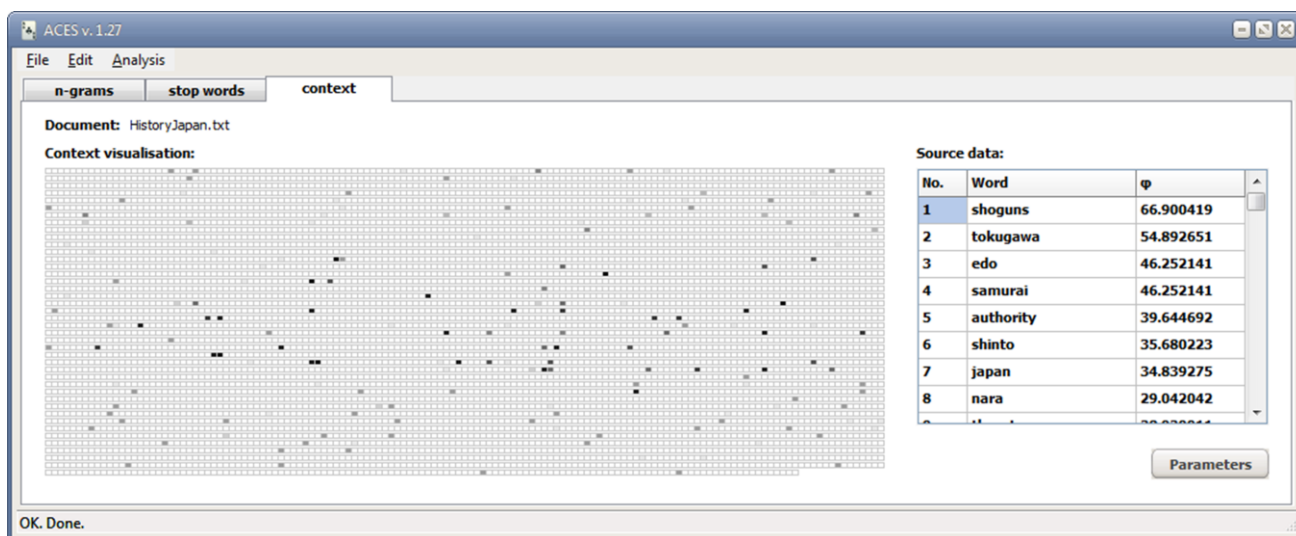 ACES v. 1.27
File Edit Analysis
n-grams stop words context
Document: HistoryJapan.txt
Context visualisation:
Source data:
No. Word φ
1 shoguns 66.900419
2 tokugawa 54.892651
3 edo 46.252141
4 samurai 46.252141
5 authority 39.644692
6 shinto 35.680223
7 japan 34.839275
8 nara 29.042042
Parameters
OK. Done.